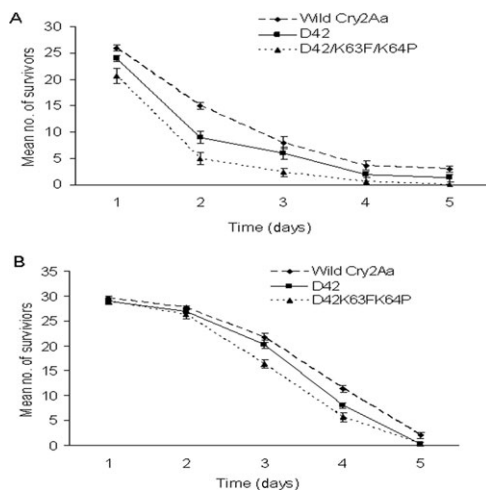 A
Wild Cry2Aa
D42
D42/K63F/K64P
Mean no. of survivors
30
25
20
15
10
5
0
1 2 3 4 5
Time (days)
B
Wild Cry2Aa
D42
D42K63FK64P
Mean no. of surviviors
35
30
25
20
15
10
5
0
1 2 3 4 5
Time (days)